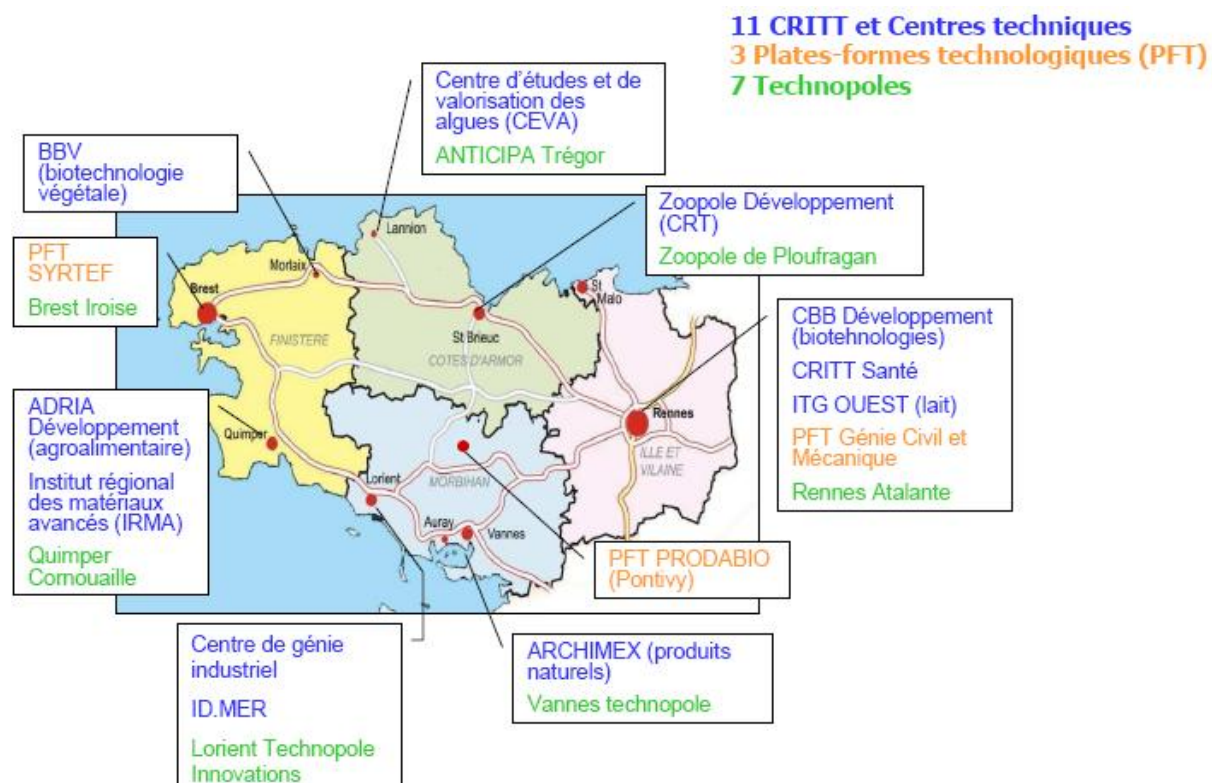 11 CRITT et Centres techniques
3 Plates-formes technologiques (PFT)
7 Technopoles
Centre d'études et de
valorisation des
algues (CEVA)
ANTICIPA Trégor
BBV
(biotechnologie
végétale)
Zoopole Développement
(CRT)
Zoopole de Ploufragan
PFT
SYRTEF
Brest Iroise
CBB Développement
(biotehnologies)
CRITT Santé
ITG OUEST (lait)
PFT Génie Civil et
Mécanique
Rennes Atalante
ADRIA
Développement
(agroalimentaire)
Institut régional
des matériaux
avancés (IRMA)
Quimper
Cornouaille
Lannion
Morlaix
Brest
St
Malo
St Brieuc
FINISTERE
COTES D'ARMOR
Rennes
Quimper
ILLE ET
VILAINE
Lorient
MORBIHAN
Auray
Vannes
PFT PRODABIO
(Pontivy)
Centre de génie
industriel
ID.MER
Lorient Technopole
Innovations
ARCHIMEX (produits
naturels)
Vannes technopole